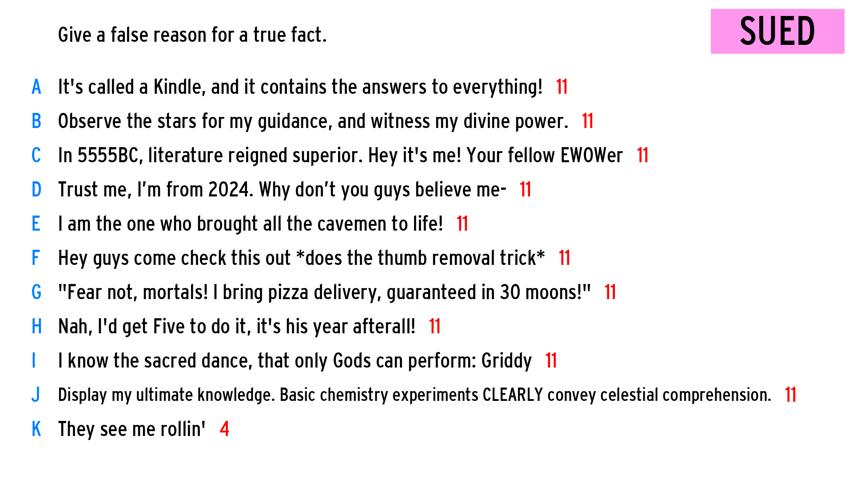 Give a false reason for a true fact.
SUED
A It's called a Kindle, and it contains the answers to everything! 11
B Observe the stars for my guidance, and witness my divine power. 11
C In 5555BC, literature reigned superior. Hey it's me! Your fellow EWOWer 11
D Trust me, I’m from 2024. Why don’t you guys believe me- 11
E I am the one who brought all the cavemen to life! 11
F Hey guys come check this out *does the thumb removal trick* 11
G "Fear not, mortals! I bring pizza delivery, guaranteed in 30 moons!" 11
H Nah, I'd get Five to do it, it's his year afterall! 11
I I know the sacred dance, that only Gods can perform: Griddy 11
J Display my ultimate knowledge. Basic chemistry experiments CLEARLY convey celestial comprehension. 11
K They see me rollin' 4